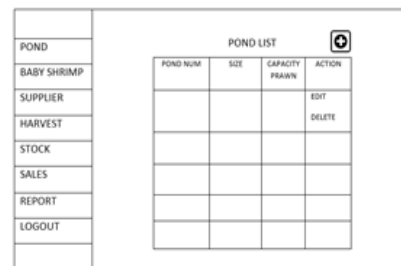 POND
BABY SHRIMP
SUPPLIER
HARVEST
STOCK
SALES
REPORT
LOGOUT
POND LIST
POND NUM SIZE CAPACITY PRAWN ACTION
EDIT
DELETE